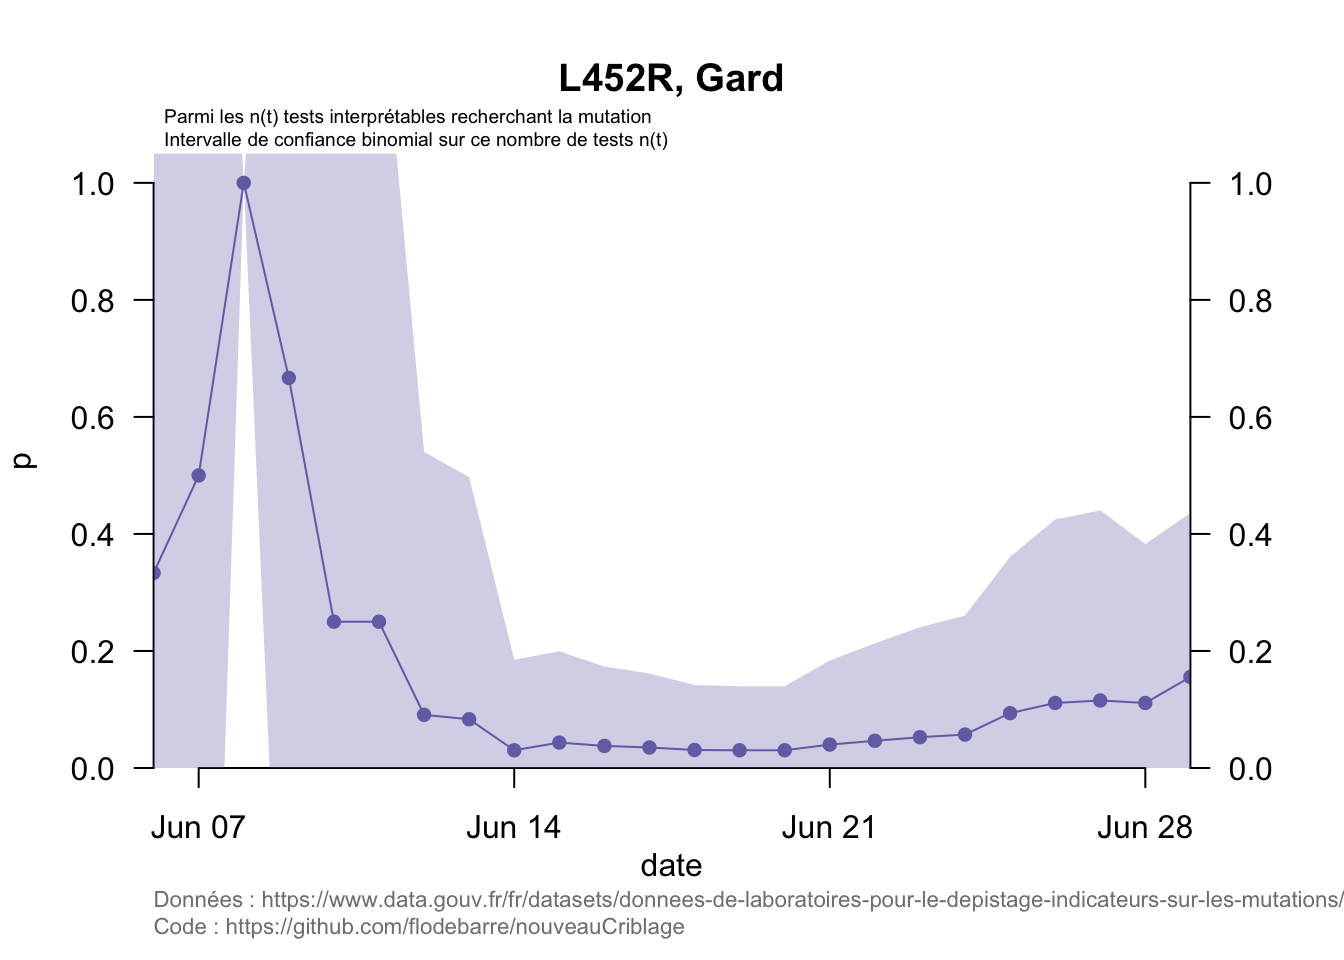 L452R, Gard
Parmi les n(t) tests interprétables recherchant la mutation
Intervalle de confiance binomial sur ce nombre de tests n(t)
1.0
0.8
0.6
0.4
0.2
0.0
p
1.0
0.8
0.6
0.4
0.2
0.0
Jun 07
Jun 14
Jun 21
Jun 28
date
Données : https://www.data.gouv.fr/fr/datasets/donnees-de-laboratoires-pour-le-depistage-indicateurs-sur-les-mutations/
Code : https://github.com/flodebarre/nouveauCriblage